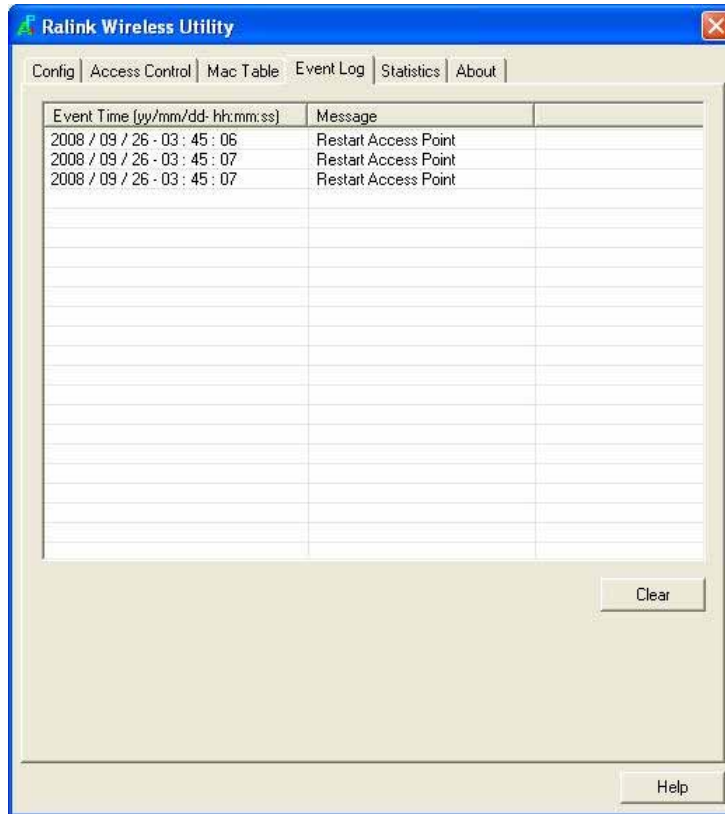 Ralink Wireless Utility
Config Access Control Mac Table Event Log Statistics About
Event Time (yy/mm/dd- hh:mm:ss) Message
2008 / 09 / 26 - 03 : 45 : 06 Restart Access Point
2008 / 09 / 26 - 03 : 45 : 07 Restart Access Point
2008 / 09 / 26 - 03 : 45 : 07 Restart Access Point
Clear
Help